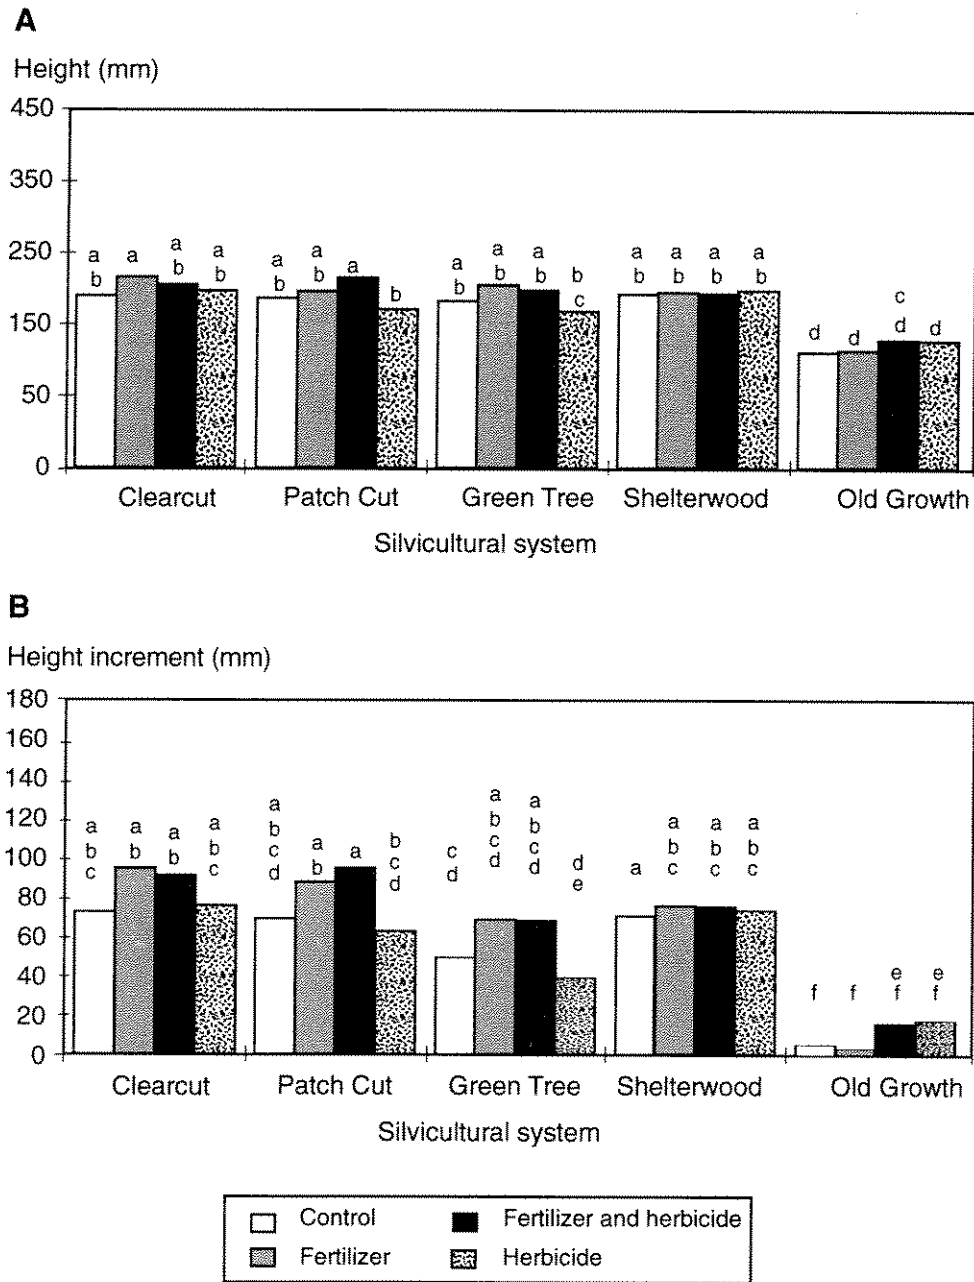 A
Height (mm)
450
350
250
150
50
0
a a a a a a a a a a b a a a a c
b b b b b b b b b c b b b b d d d d
Clearcut Patch Cut Green Tree Shelterwood Old Growth
Silvicultural system
B
Height increment (mm)
180
160
140
120
100
80
60
40
20
0
a a a a a a a b a a a a
b b b b b a b c b b c d a b b b e e
c c c d c c d e c c c f f f f
d d d d
Clearcut Patch Cut Green Tree Shelterwood Old Growth
Silvicultural system
Control Fertilizer and herbicide
Fertilizer Herbicide